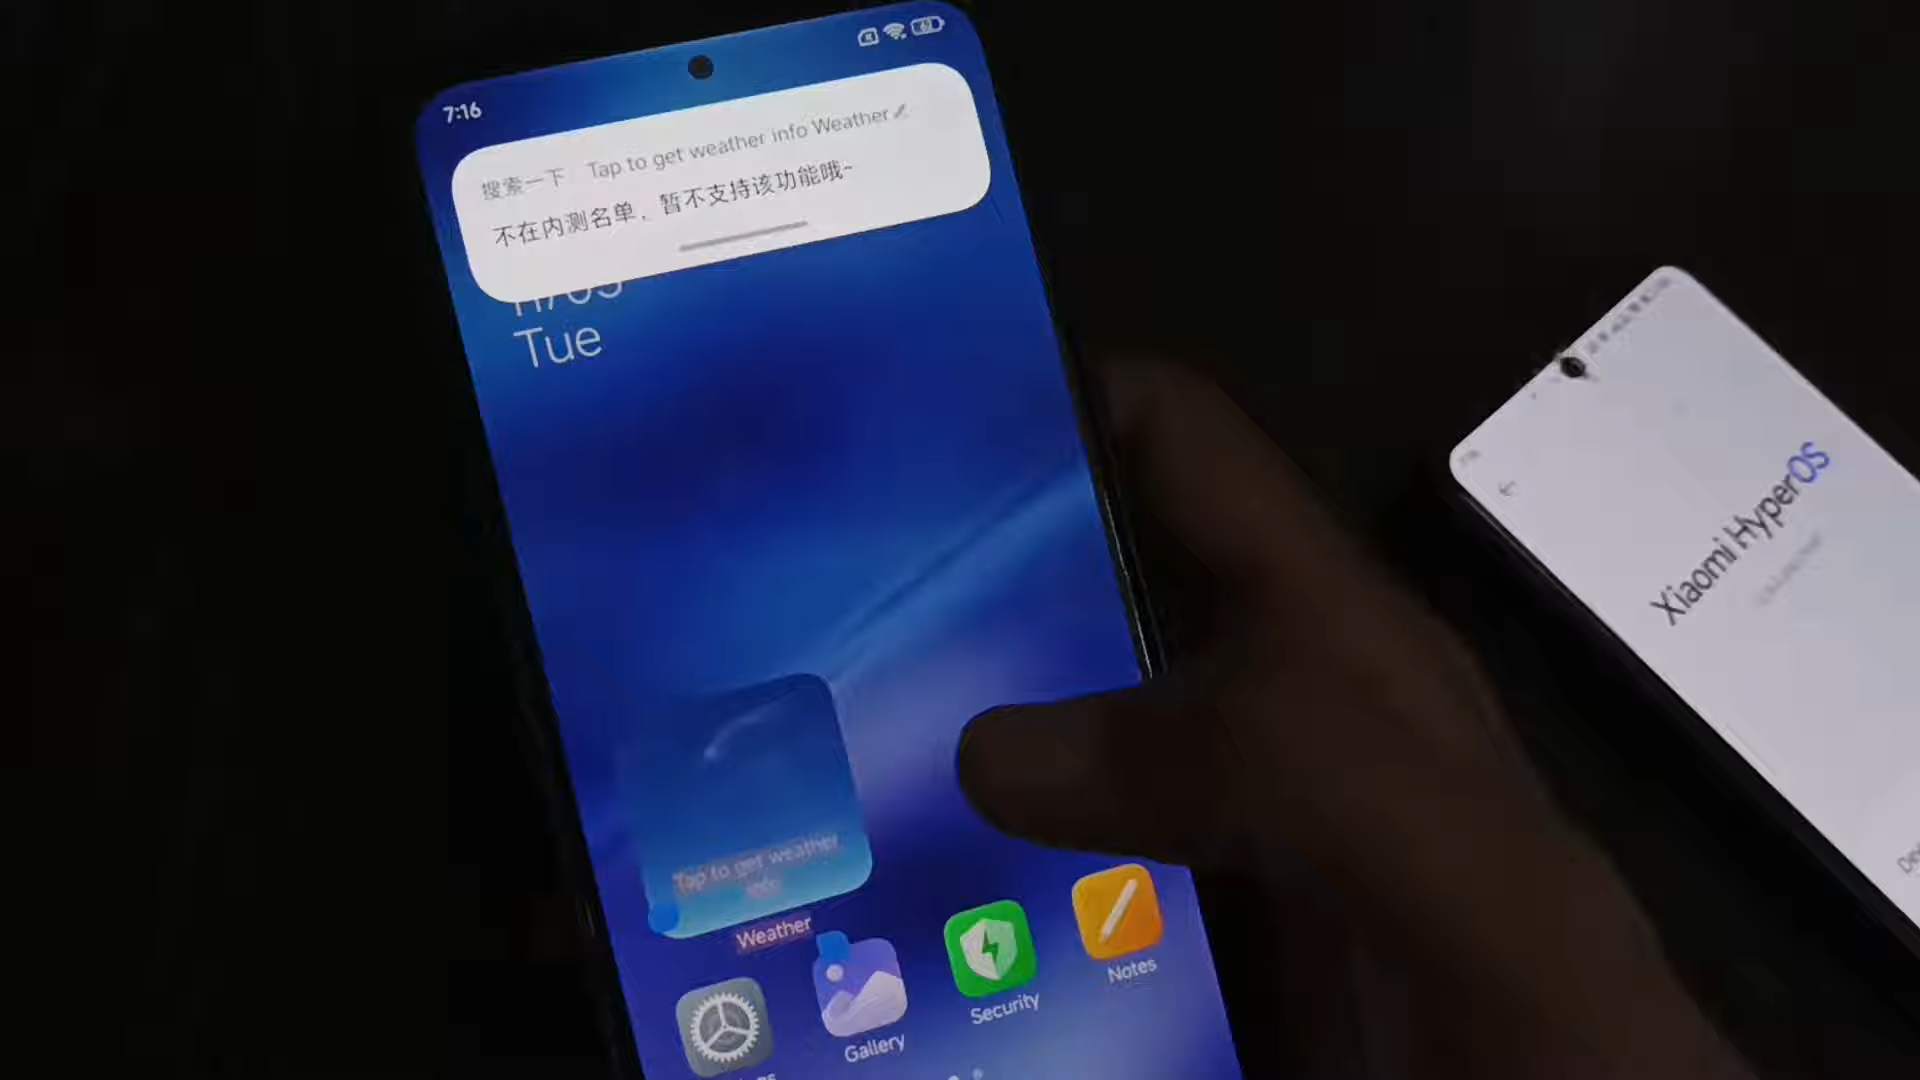 7:16
搜索一下 Tap to get weather info Weather
不在内测名单，暂不支持该功能哦~
Tue
Tap to get weather
info
Weather
Gallery
Security
Notes
Xiaomi HyperOS